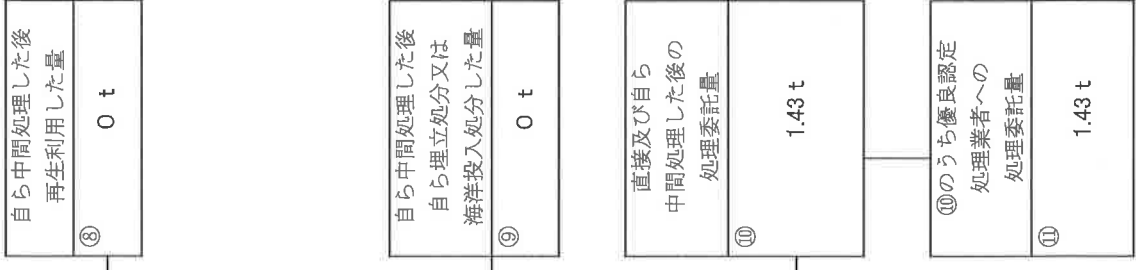 自ら中間処理した後
再生利用した量
⑧
0 t
自ら中間処理した後
自ら埋立処分又は
海洋投入処分した量
⑨
0 t
直接及び自ら
中間処理した後の
処理委託量
⑩
1.43 t
⑩のうち優良認定
処理業者への
処理委託量
⑪
1.43 t